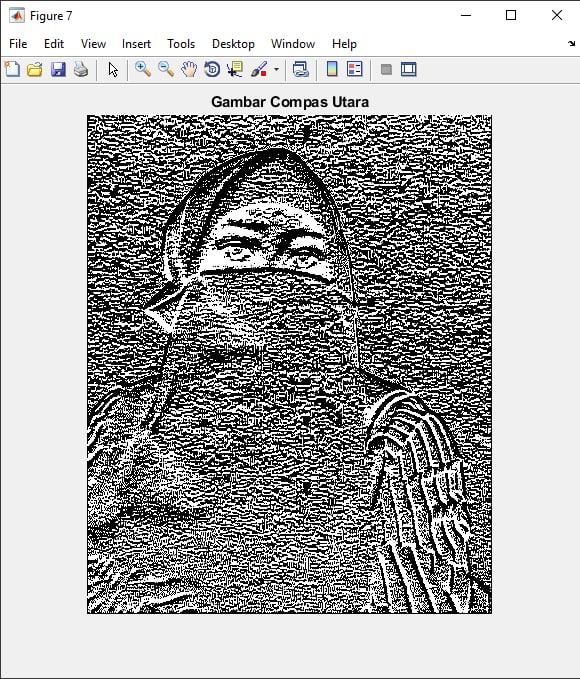 Figure 7
File Edit View Insert Tools Desktop Window Help
Gambar Compas Utara